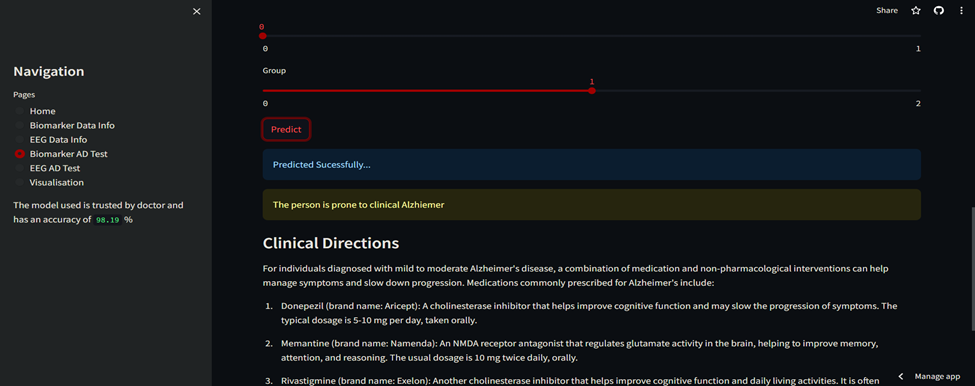 Share
0
0 1
Group
1
0 2
Predict
Predicted Sucessfully...
The person is prone to clinical Alzhiemer
Clinical Directions
For individuals diagnosed with mild to moderate Alzheimer's disease, a combination of medication and non-pharmacological interventions can help
manage symptoms and slow down progression. Medications commonly prescribed for Alzheimer's include:
1. Donepezil (brand name: Aricept): A cholinesterase inhibitor that helps improve cognitive function and may slow the progression of symptoms. The
typical dosage is 5-10 mg per day, taken orally.
2. Memantine (brand name: Namenda): An NMDA receptor antagonist that regulates glutamate activity in the brain, helping to improve memory,
attention, and reasoning. The usual dosage is 10 mg twice daily, orally.
3. Rivastigmine (brand name: Exelon): Another cholinesterase inhibitor that helps improve cognitive function and daily living activities. It is often
Navigation
Pages
Home
Biomarker Data Info
EEG Data Info
Biomarker AD Test
EEG AD Test
Visualisation
The model used is trusted by doctor and
has an accuracy of 98.19 %
Manage app